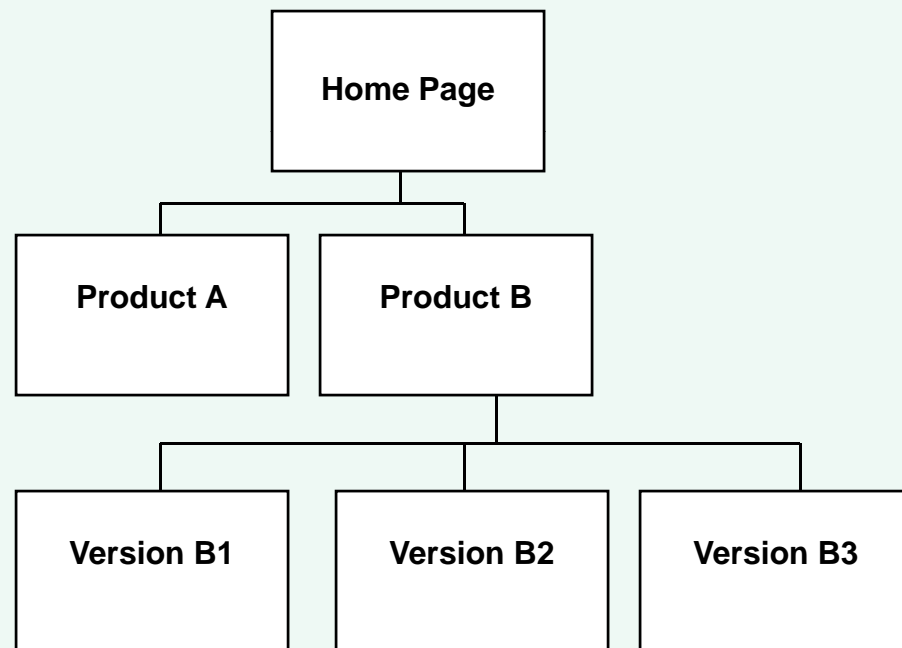 Home Page
Product A
Product B
Version B1
Version B2
Version B3